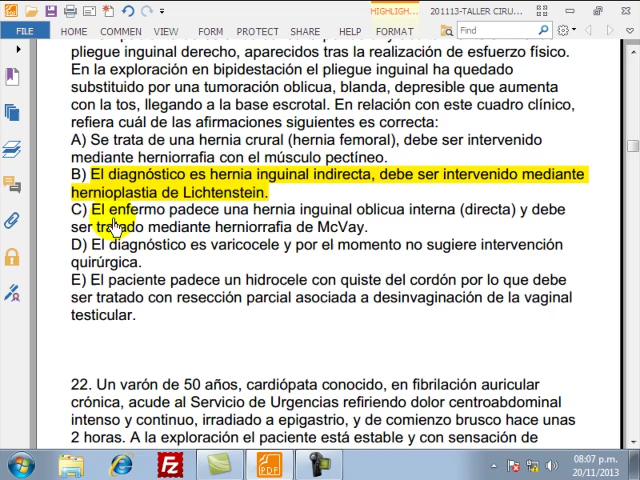 HIGHLIGH...
201113-TALLER CIRU...
FILE
HOME
COMMEN
VIEW
FORM
PROTECT
SHARE
HELP
FORMAT
Find
pliegue inguinal derecho, aparecidos tras la realización de esfuerzo físico.
En la exploración en bipidestación el pliegue inguinal ha quedado
substituido por una tumoración oblicua, blanda, depresible que aumenta
con la tos, llegando a la base escrotal. En relación con este cuadro clínico,
refiera cuál de las afirmaciones siguientes es correcta:
A) Se trata de una hernia crural (hernia femoral), debe ser intervenido
mediante herniorrafia con el músculo pectíneo.
B) El diagnóstico es hernia inguinal indirecta, debe ser intervenido mediante
hernioplastia de Lichtenstein.
C) El enfermo padece una hernia inguinal oblicua interna (directa) y debe
ser tratado mediante herniorrafia de McVay.
D) El diagnóstico es varicocele y por el momento no sugiere intervención
quirúrgica.
E) El paciente padece un hidrocele con quiste del cordón por lo que debe
ser tratado con resección parcial asociada a desinvaginación de la vaginal
testicular.
22. Un varón de 50 años, cardiópata conocido, en fibrilación auricular
crónica, acude al Servicio de Urgencias refiriendo dolor centroabdominal
intenso y continuo, irradiado a epigastrio, y de comienzo brusco hace unas
2 horas. A la exploración el paciente está estable y con sensación de
PDF
08:07 p.m.
20/11/2013